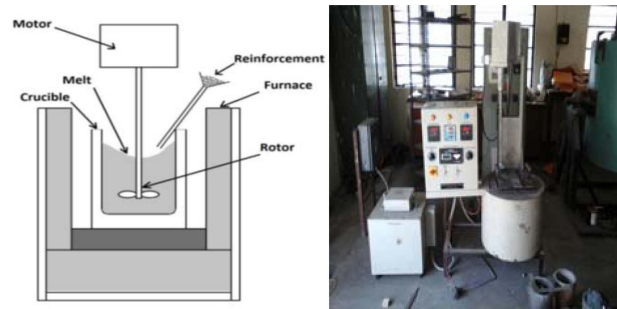 Motor
Reinforcement
Melt
Furnace
Crucible
Rotor